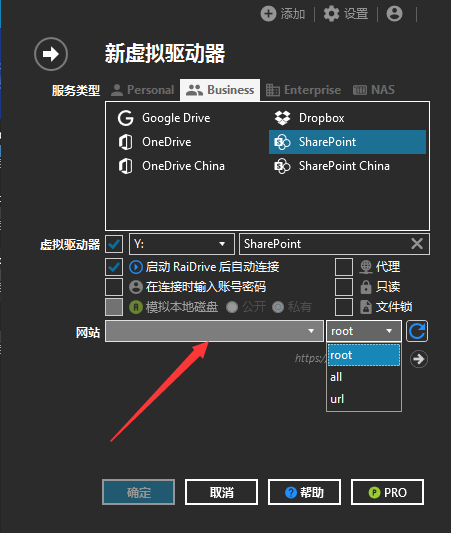 添加 设置
新虚拟驱动器
服务类型 Personal Business Enterprise NAS
Google Drive Dropbox
OneDrive SharePoint
OneDrive China SharePoint China
虚拟驱动器 Y: SharePoint
启动 RaiDrive 后自动连接 代理
在连接时输入账号密码 只读
模拟本地磁盘 公开 私有 文件锁
网站 root
https:/
root
all
url
确定 取消 帮助 PRO